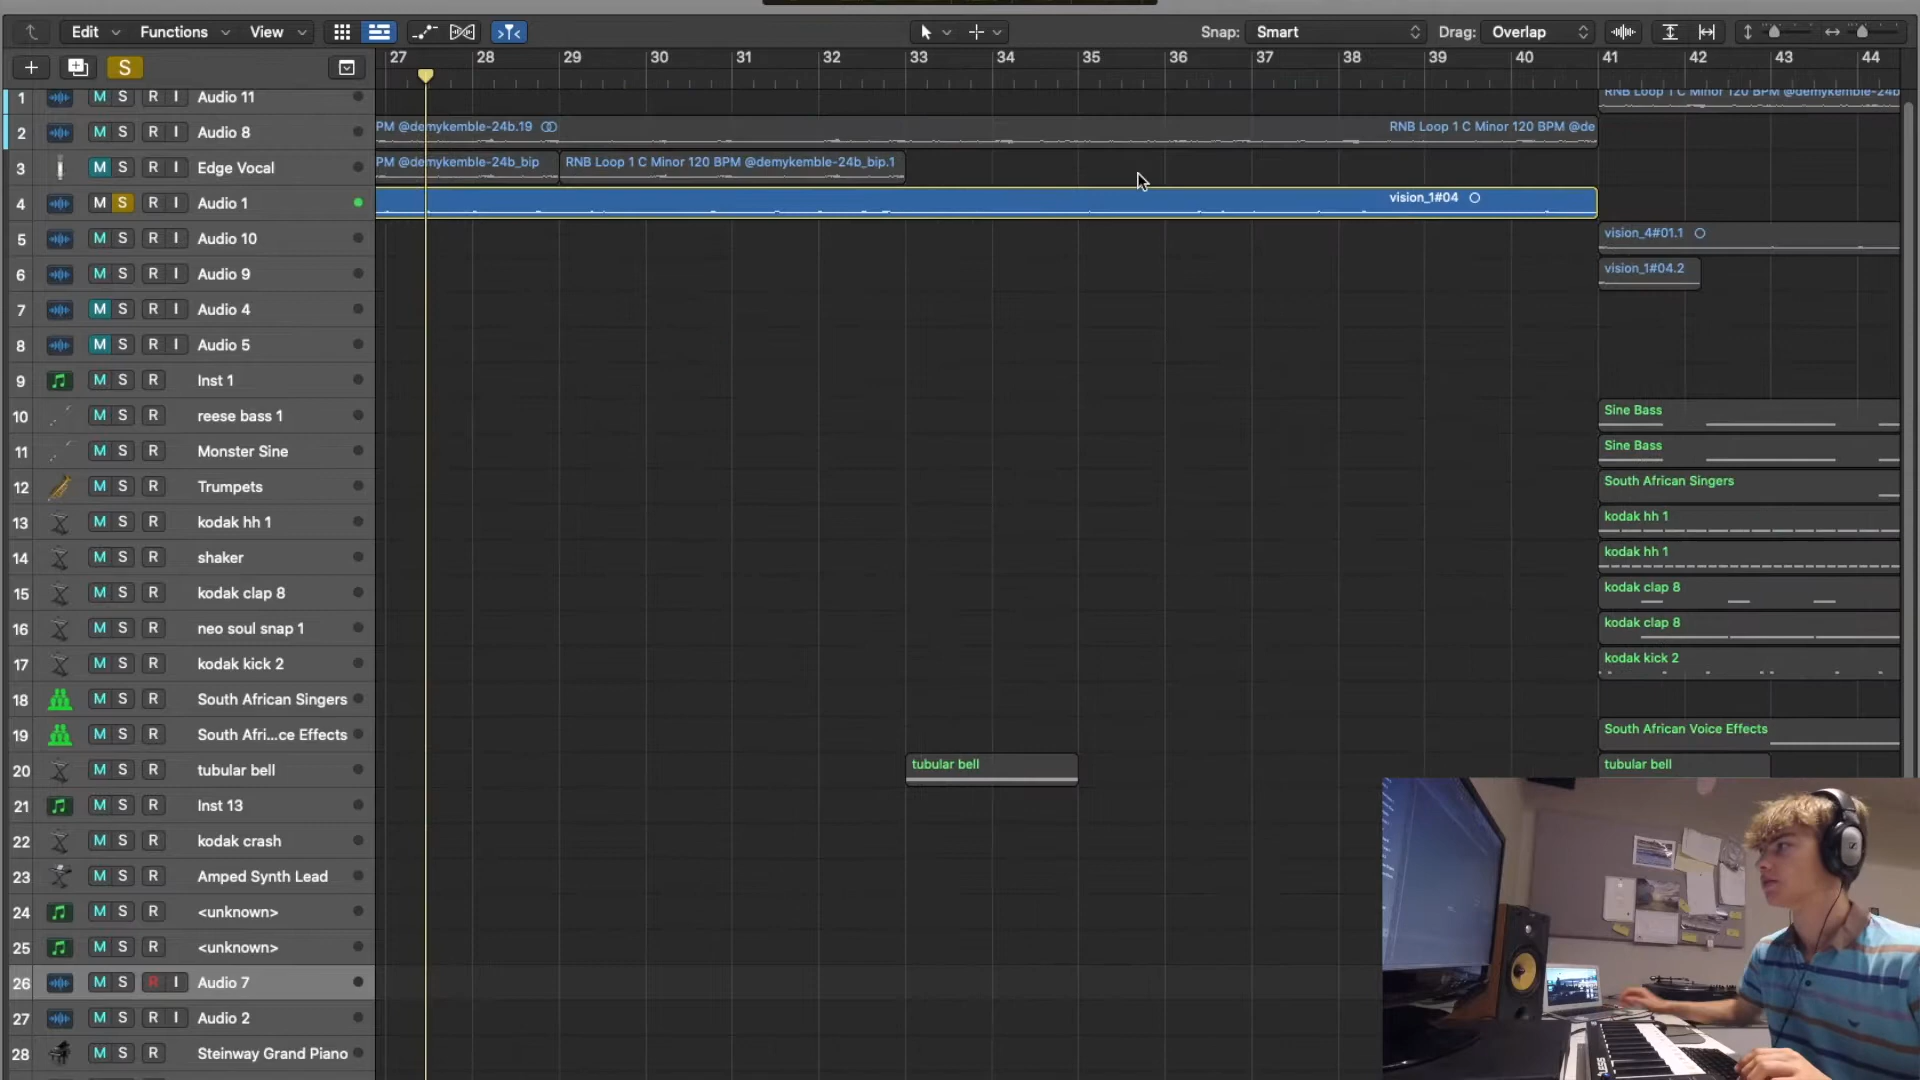 Edit Functions View Snap: Smart Drag: Overlap
S 27 28 29 30 31 32 33 34 35 36 37 38 39 40 41 42 43 44
1 M S R I Audio 11 RNB Loop 1 C Minor 120 BPM @demykemble-24b
2 M S R I Audio 8 PM @demykemble-24b.19 RNB Loop 1 C Minor 120 BPM @de
3 M S R I Edge Vocal PM @demykemble-24b_bip RNB Loop 1 C Minor 120 BPM @demykemble-24b_bip.1
4 M S R I Audio 1 vision_1#04
5 M S R I Audio 10 vision_4#01.1
6 M S R I Audio 9 vision_1#04.2
7 M S R I Audio 4
8 M S R I Audio 5
9 M S R Inst 1
10 M S R reese bass 1 Sine Bass
11 M S R Monster Sine Sine Bass
12 M S R Trumpets South African Singers
13 M S R kodak hh 1 kodak hh 1
14 M S R shaker kodak hh 1
15 M S R kodak clap 8 kodak clap 8
16 M S R neo soul snap 1 kodak clap 8
17 M S R kodak kick 2 kodak kick 2
18 M S R South African Singers
19 M S R South Afri...ce Effects South African Voice Effects
20 M S R tubular bell tubular bell tubular bell
21 M S R Inst 13
22 M S R kodak crash
23 M S R Amped Synth Lead
24 M S R <unknown>
25 M S R <unknown>
26 M S R I Audio 7
27 M S R I Audio 2
28 M S R Steinway Grand Piano
ALESIS